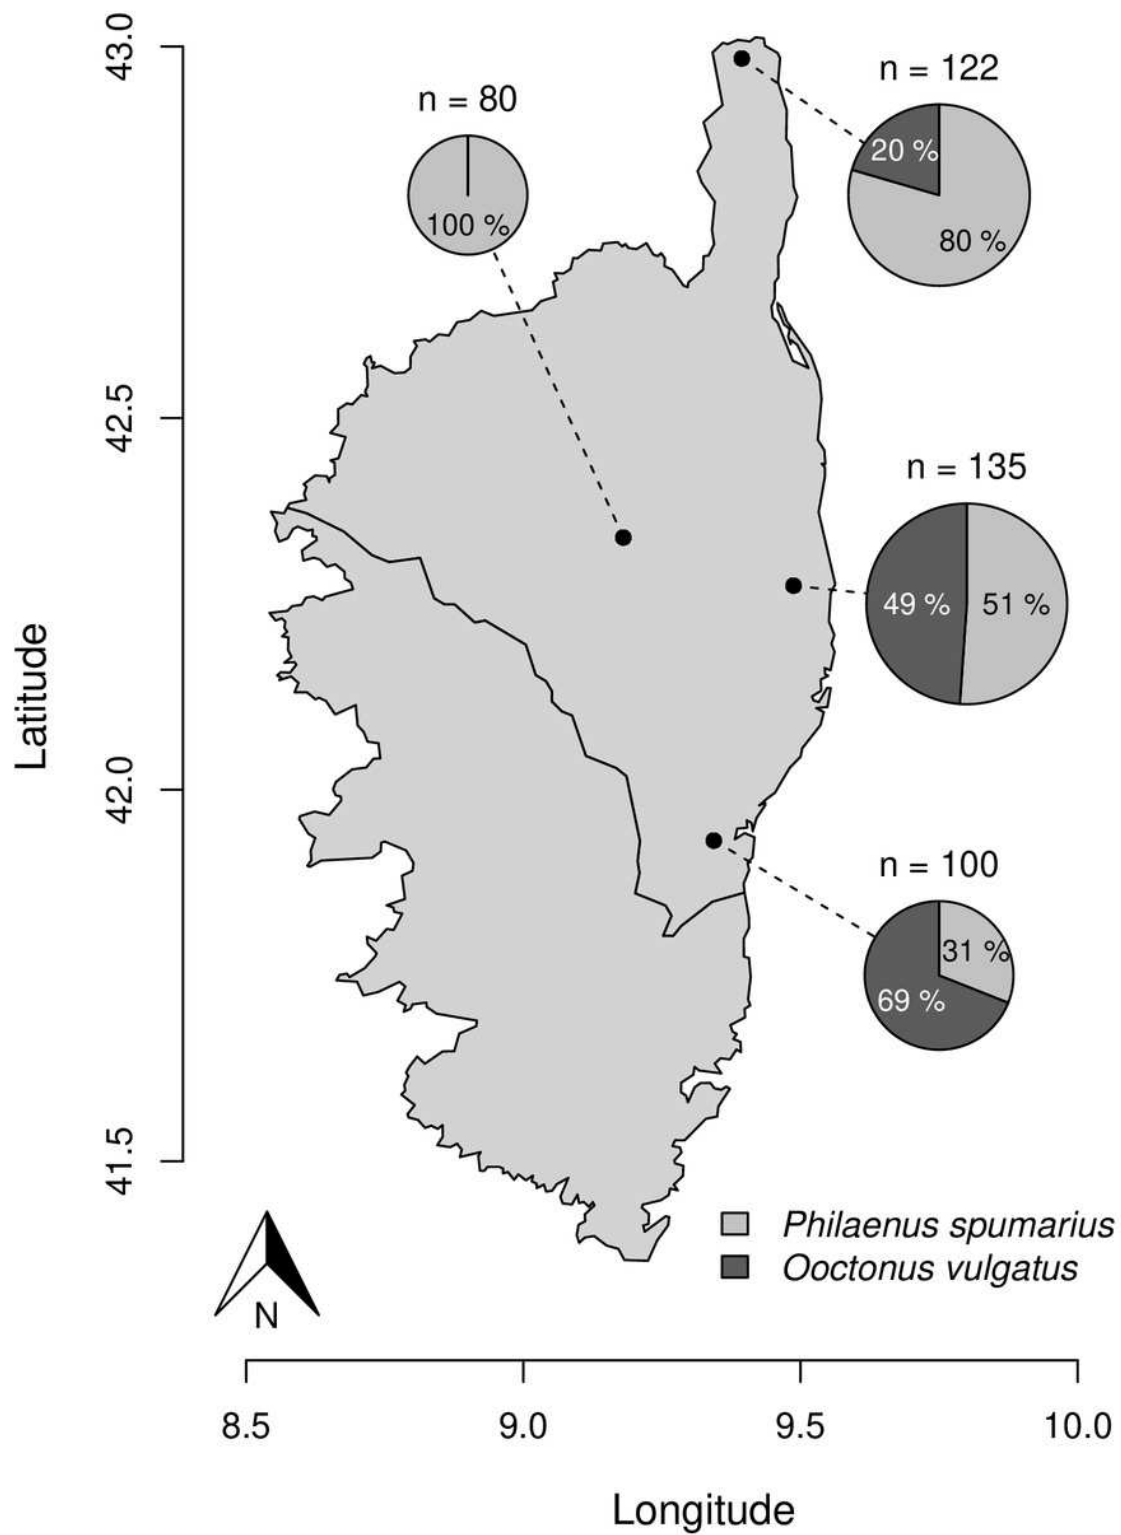 43.0
n = 122
n = 80
20 %
100 %
80 %
42.5
n = 135
49 %
51 %
Latitude
42.0
n = 100
31 %
69 %
41.5
Philaenus spumarius
Ooctonus vulgatus
N
8.5
9.0
9.5
10.0
Longitude